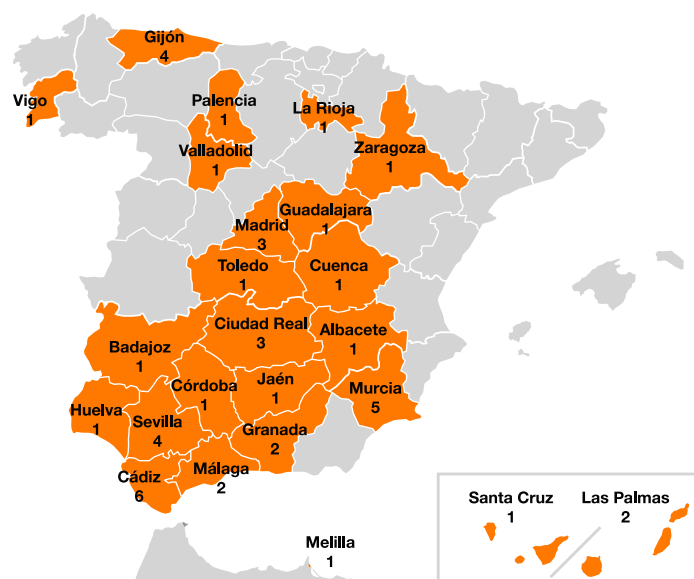 Gijón
4
Vigo
1
Palencia
1
La Rioja
1
Valladolid
1
Zaragoza
1
Guadalajara
1
Madrid
3
Toledo
1
Cuenca
1
Ciudad Real
3
Albacete
1
Badajoz
1
Córdoba
1
Jaén
1
Murcia
5
Huelva
1
Sevilla
4
Granada
2
Cádiz
6
Málaga
2
Santa Cruz
1
Las Palmas
2
Melilla
1